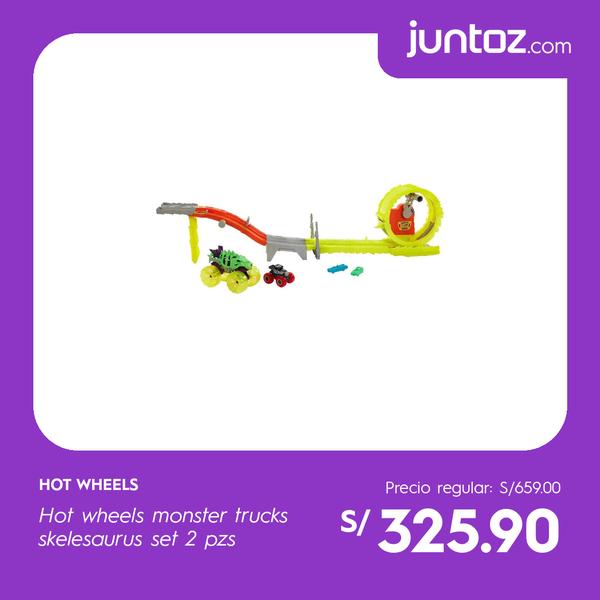 juntoz.com
HOT WHEELS
Hot wheels monster trucks
skelesaurus set 2 pzs
Precio regular: S/659.00
S/325.90